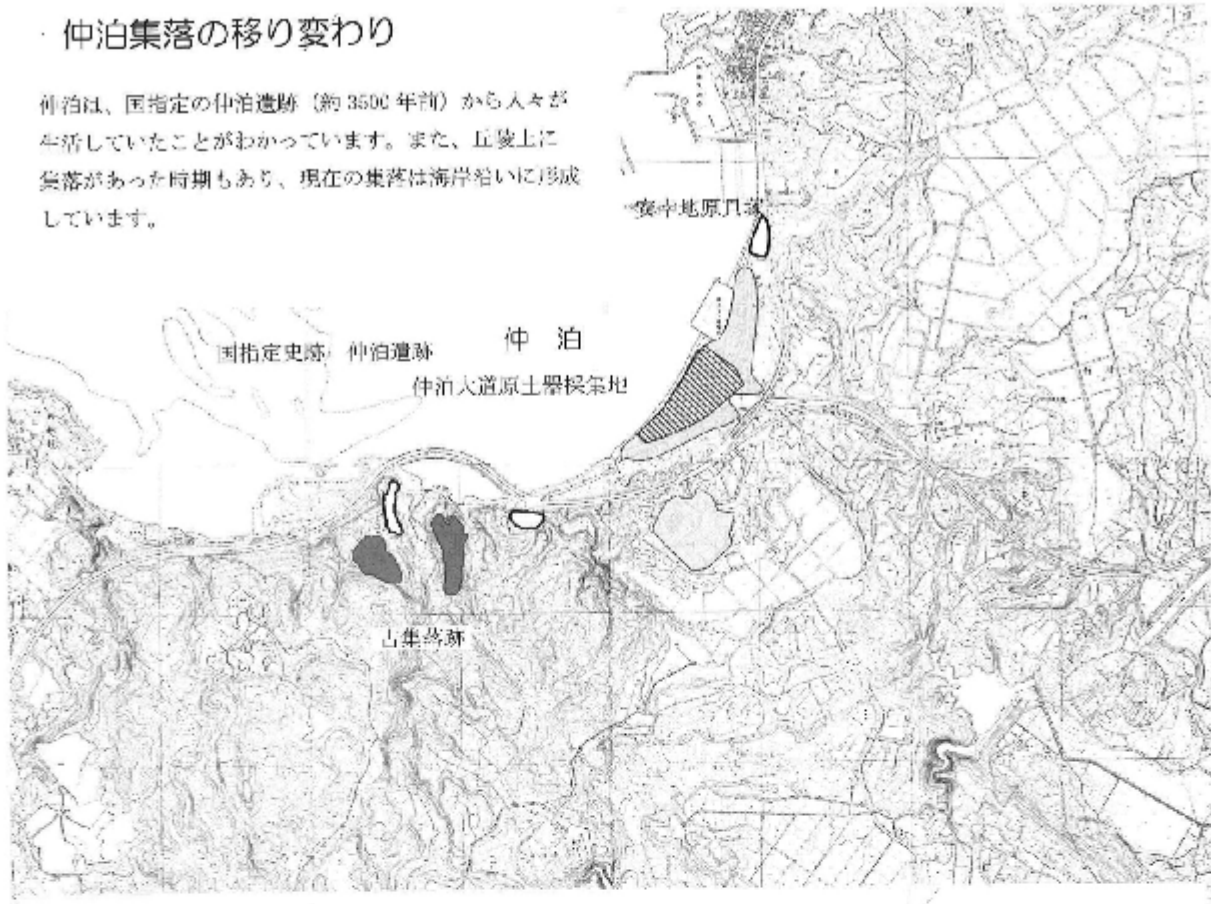 仲泊集落の移り変わり
仲泊は、国指定の仲泊遺跡（約3500年前）から人々が
生活していたことがわかっています。また、丘陵上に
集落があった時期もあり、現在の集落は海岸沿いに形成
しています。
地原貝塚
国指定史跡 仲泊遺跡
仲 泊
仲泊大道原土器採集地
古集落跡